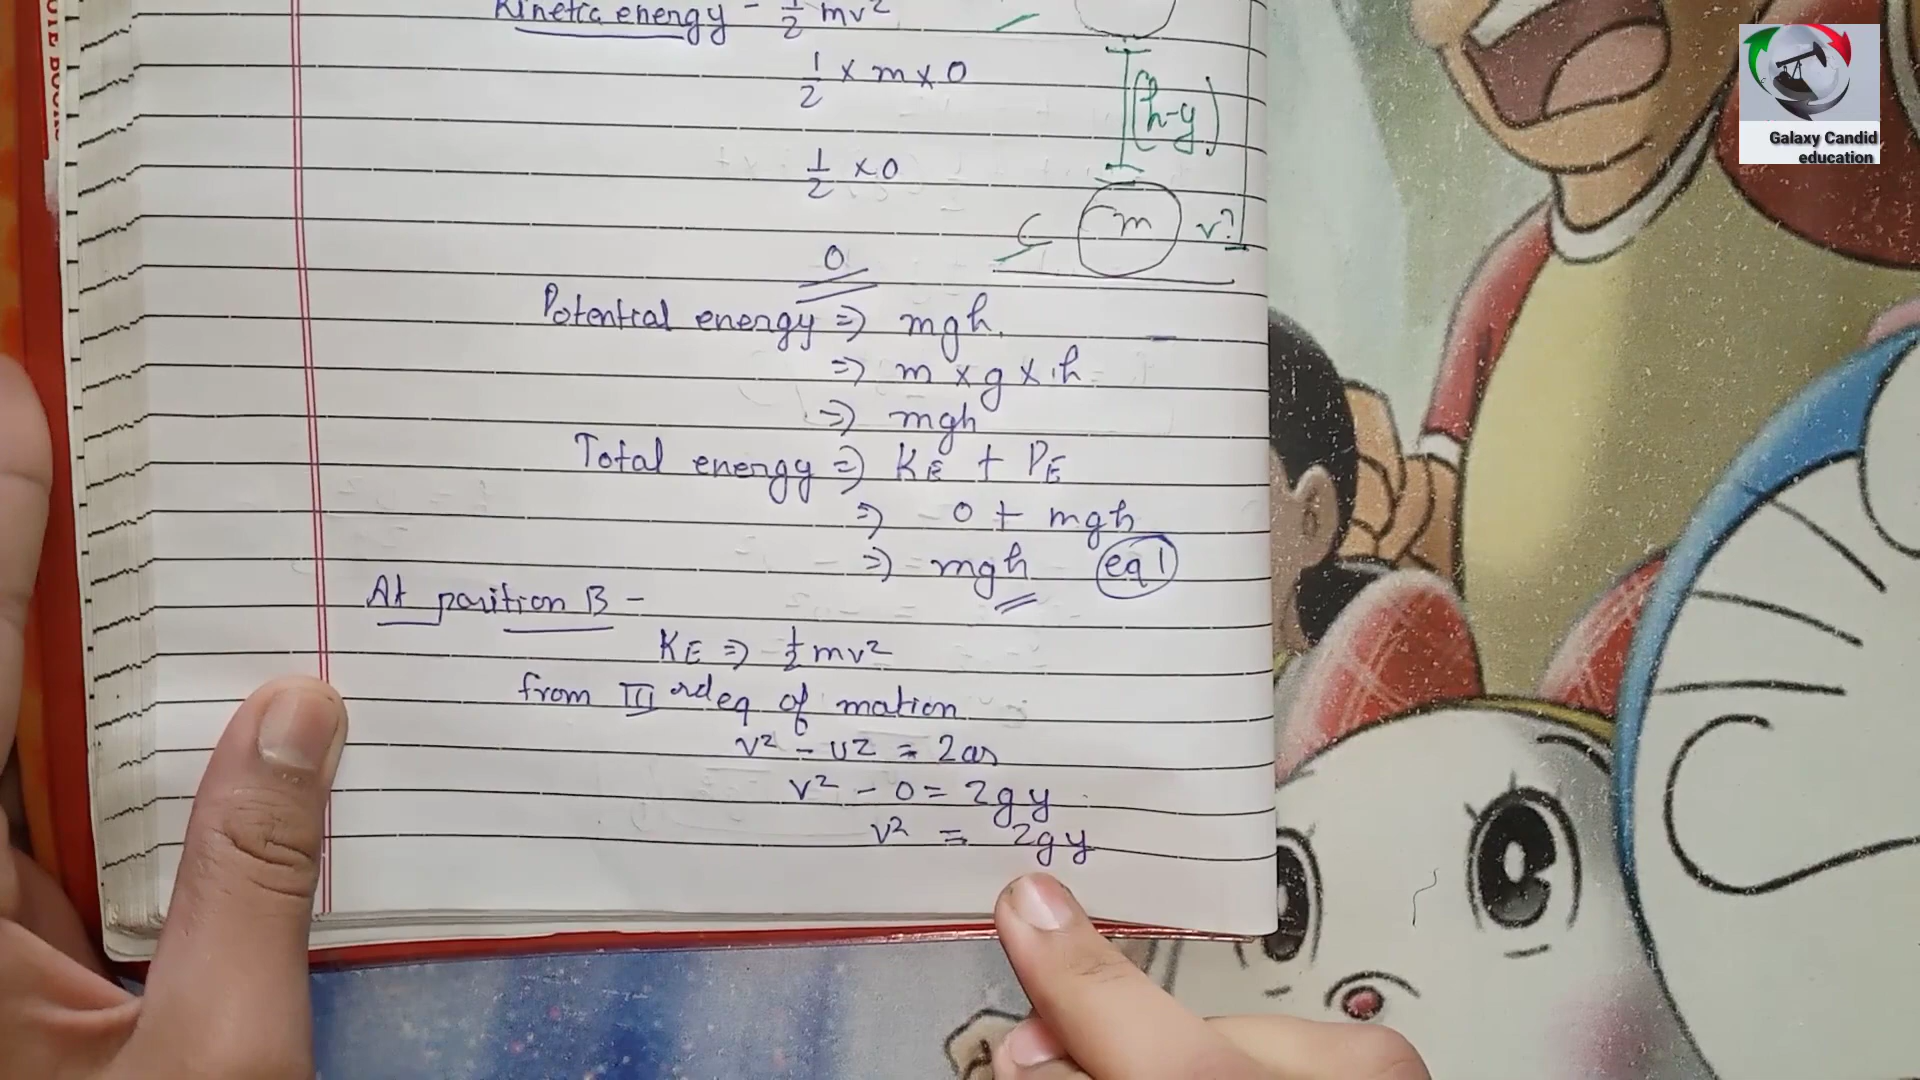 Kinetic energy - 1/2 mv²
1/2 × m × 0
(h-y)
1/2 × 0
C m v?
0
Potential energy ⇒ mgh
⇒ m × g × h
⇒ mgh
Total energy ⇒ KE + PE
⇒ 0 + mgh
⇒ mgh eq 1
At position B -
KE ⇒ 1/2 mv²
from III rd eq of motion
v² - u2 = 2as
v² - 0 = 2gy
v² = 2gy
Galaxy Candid
education